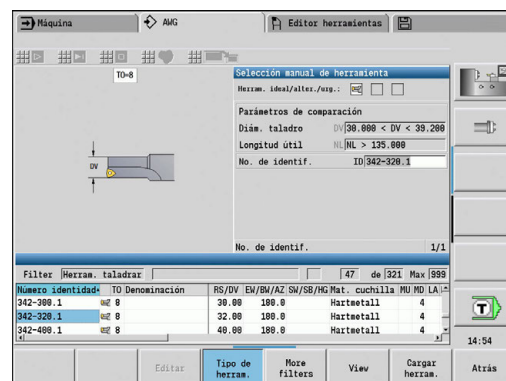 Máquina
AWG
Editor herramientas
TO=8
Selección manual de herramienta
Herram. ideal/alter./urg.:
Parámetros de comparación
Diám. taladro DV 30.000 < DV < 39.200
Longitud útil NL NL > 135.000
No. de identif. ID 342-320.1
DV
No. de identif. 1/1
Filter Herram. taladrar 47 de 321 Max 999
Número identidad TO Denominación RS/DV EW/BW/AZ SW/SB/HG Mat. cuchilla MU MD LA
342-300.1 8 30.00 180.0 Hartmetall 4
342-320.1 8 32.00 180.0 Hartmetall 4
342-400.1 8 40.00 180.0 Hartmetall 4
T
14:54
Editar
Tipo de herram.
More filters
View
Cargar herram.
Atrás